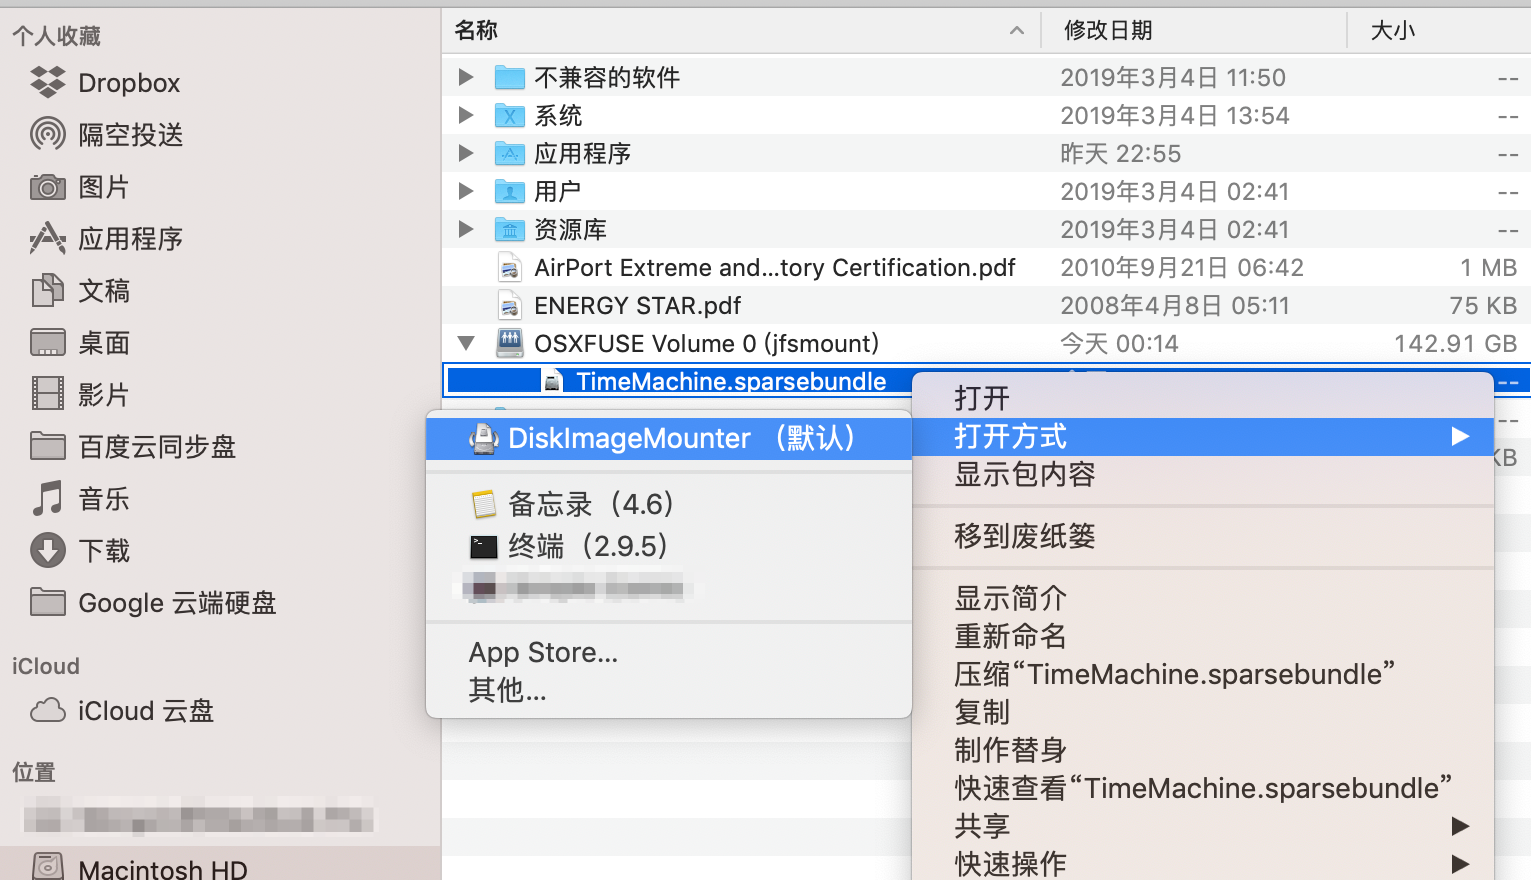 个人收藏
Dropbox
隔空投送
图片
应用程序
文稿
桌面
影片
百度云同步盘
音乐
下载
Google 云端硬盘
iCloud
iCloud 云盘
位置
Macintosh HD
名称 修改日期 大小
不兼容的软件 2019年3月4日 11:50 --
系统 2019年3月4日 13:54 --
应用程序 昨天 22:55 --
用户 2019年3月4日 02:41 --
资源库 2019年3月4日 02:41 --
AirPort Extreme and...tory Certification.pdf 2010年9月21日 06:42 1 MB
ENERGY STAR.pdf 2008年4月8日 05:11 75 KB
OSXFUSE Volume 0 (jfsmount) 今天 00:14 142.91 GB
TimeMachine.sparsebundle --
--
KB
打开
打开方式
显示包内容
移到废纸篓
显示简介
重新命名
压缩“TimeMachine.sparsebundle”
复制
制作替身
快速查看“TimeMachine.sparsebundle”
共享
快速操作
DiskImageMounter （默认）
备忘录（4.6）
终端（2.9.5）
App Store...
其他...